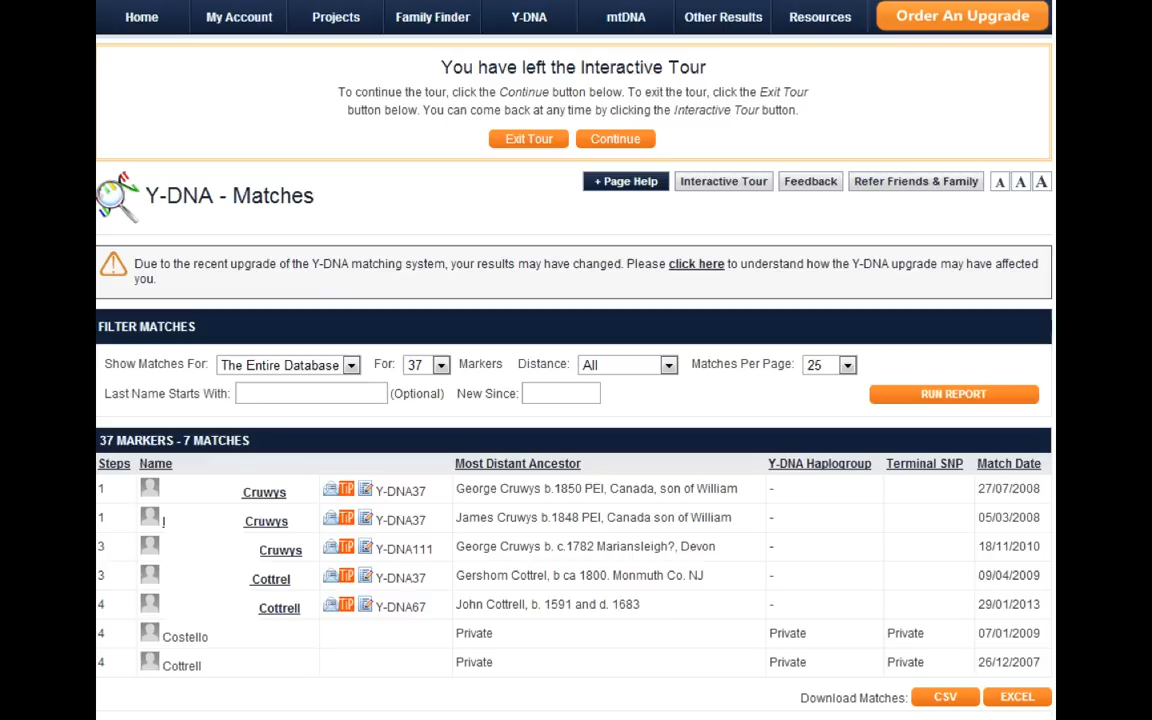 Home My Account Projects Family Finder Y-DNA mtDNA Other Results Resources Order An Upgrade
You have left the Interactive Tour
To continue the tour, click the Continue button below. To exit the tour, click the Exit Tour
button below. You can come back at any time by clicking the Interactive Tour button.
Exit Tour Continue
Y-DNA - Matches
+ Page Help Interactive Tour Feedback Refer Friends & Family A A A
Due to the recent upgrade of the Y-DNA matching system, your results may have changed. Please click here to understand how the Y-DNA upgrade may have affected
you.
FILTER MATCHES
Show Matches For: The Entire Database For: 37 Markers Distance: All Matches Per Page: 25
Last Name Starts With: (Optional) New Since:
RUN REPORT
37 MARKERS - 7 MATCHES
Steps Name Most Distant Ancestor Y-DNA Haplogroup Terminal SNP Match Date
1 Cruwys TiP Y-DNA37 George Cruwys b.1850 PEI, Canada, son of William - 27/07/2008
1 Cruwys TiP Y-DNA37 James Cruwys b.1848 PEI, Canada son of William - 05/03/2008
3 Cruwys TiP Y-DNA111 George Cruwys b. c.1782 Mariansleigh?, Devon - 18/11/2010
3 Cottrel TiP Y-DNA37 Gershom Cottrel, b ca 1800. Monmuth Co. NJ - 09/04/2009
4 Cottrell TiP Y-DNA67 John Cottrell, b. 1591 and d. 1683 - 29/01/2013
4 Costello Private Private Private 07/01/2009
4 Cottrell Private Private Private 26/12/2007
Download Matches: CSV EXCEL